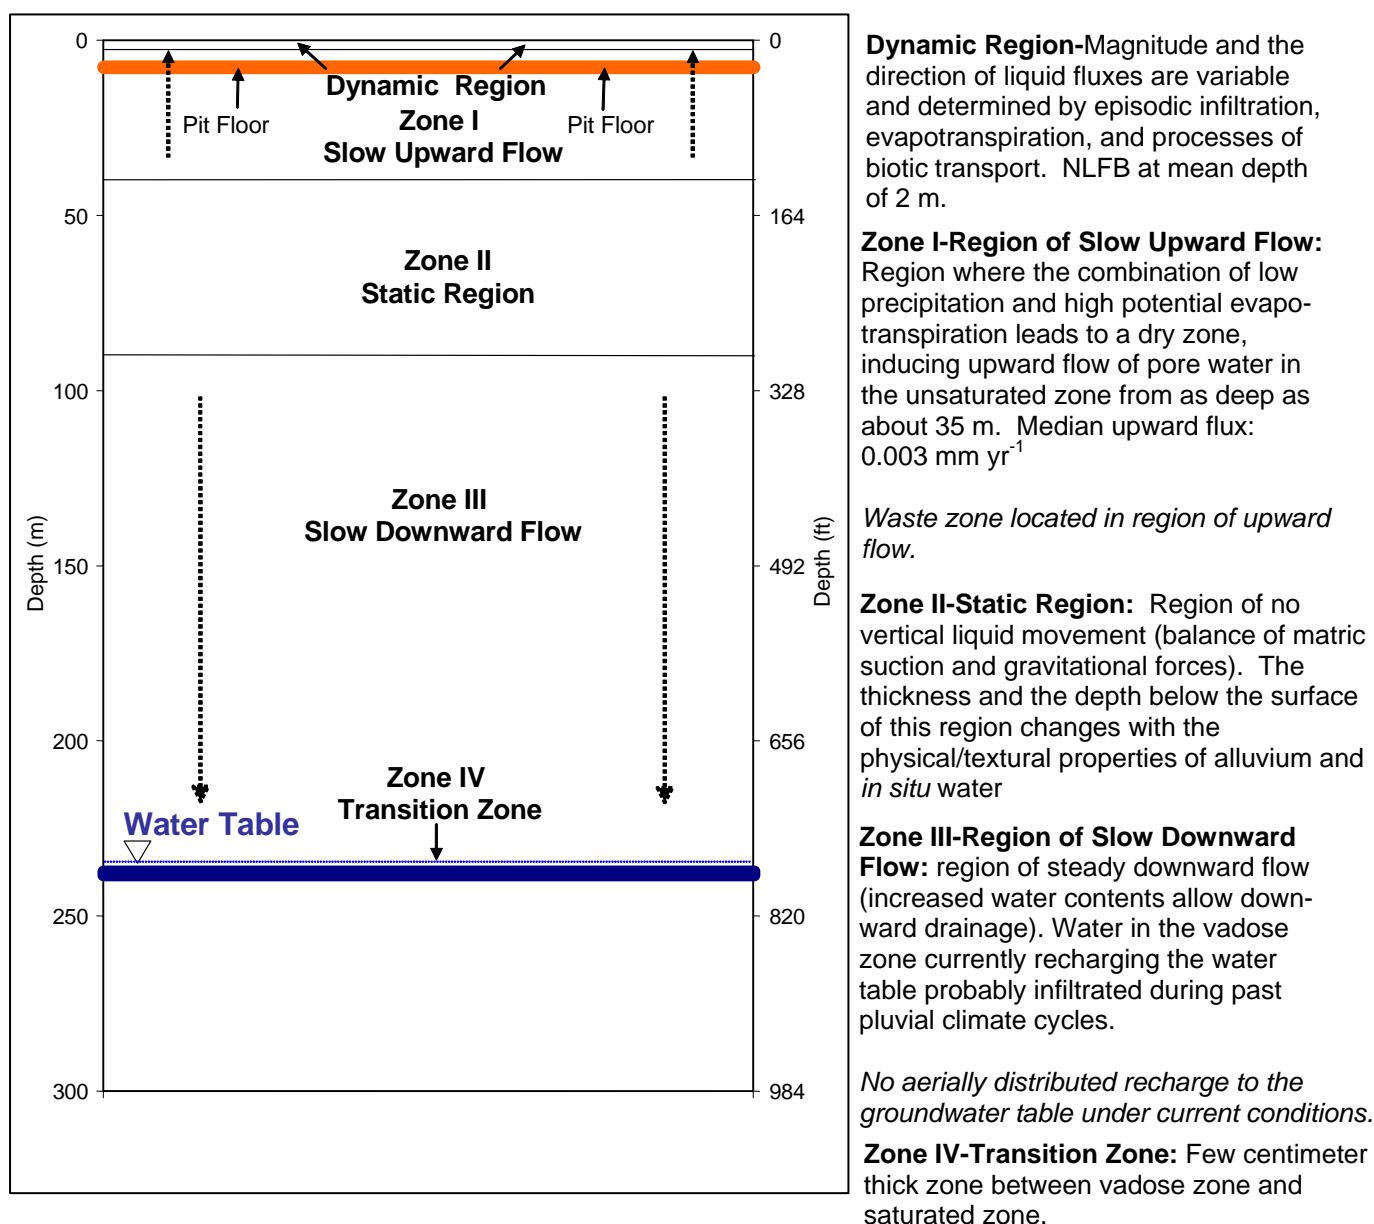 0
0
Dynamic Region
Pit Floor
Pit Floor
Zone I
Slow Upward Flow
50
164
Zone II
Static Region
100
328
Zone III
Slow Downward Flow
Depth (m)
Depth (ft)
150
492
200
656
Zone IV
Transition Zone
Water Table
250
820
300
984
Dynamic Region-Magnitude and the
direction of liquid fluxes are variable
and determined by episodic infiltration,
evapotranspiration, and processes of
biotic transport.  NLFB at mean depth
of 2 m.
Zone I-Region of Slow Upward Flow:
Region where the combination of low
precipitation and high potential evapo-
transpiration leads to a dry zone,
inducing upward flow of pore water in
the unsaturated zone from as deep as
about 35 m.  Median upward flux:
0.003 mm yr-1
Waste zone located in region of upward
flow.
Zone II-Static Region:  Region of no
vertical liquid movement (balance of matric
suction and gravitational forces).  The
thickness and the depth below the surface
of this region changes with the
physical/textural properties of alluvium and
in situ water
Zone III-Region of Slow Downward
Flow: region of steady downward flow
(increased water contents allow down-
ward drainage). Water in the vadose
zone currently recharging the water
table probably infiltrated during past
pluvial climate cycles.
No aerially distributed recharge to the
groundwater table under current conditions.
Zone IV-Transition Zone: Few centimeter
thick zone between vadose zone and
saturated zone.